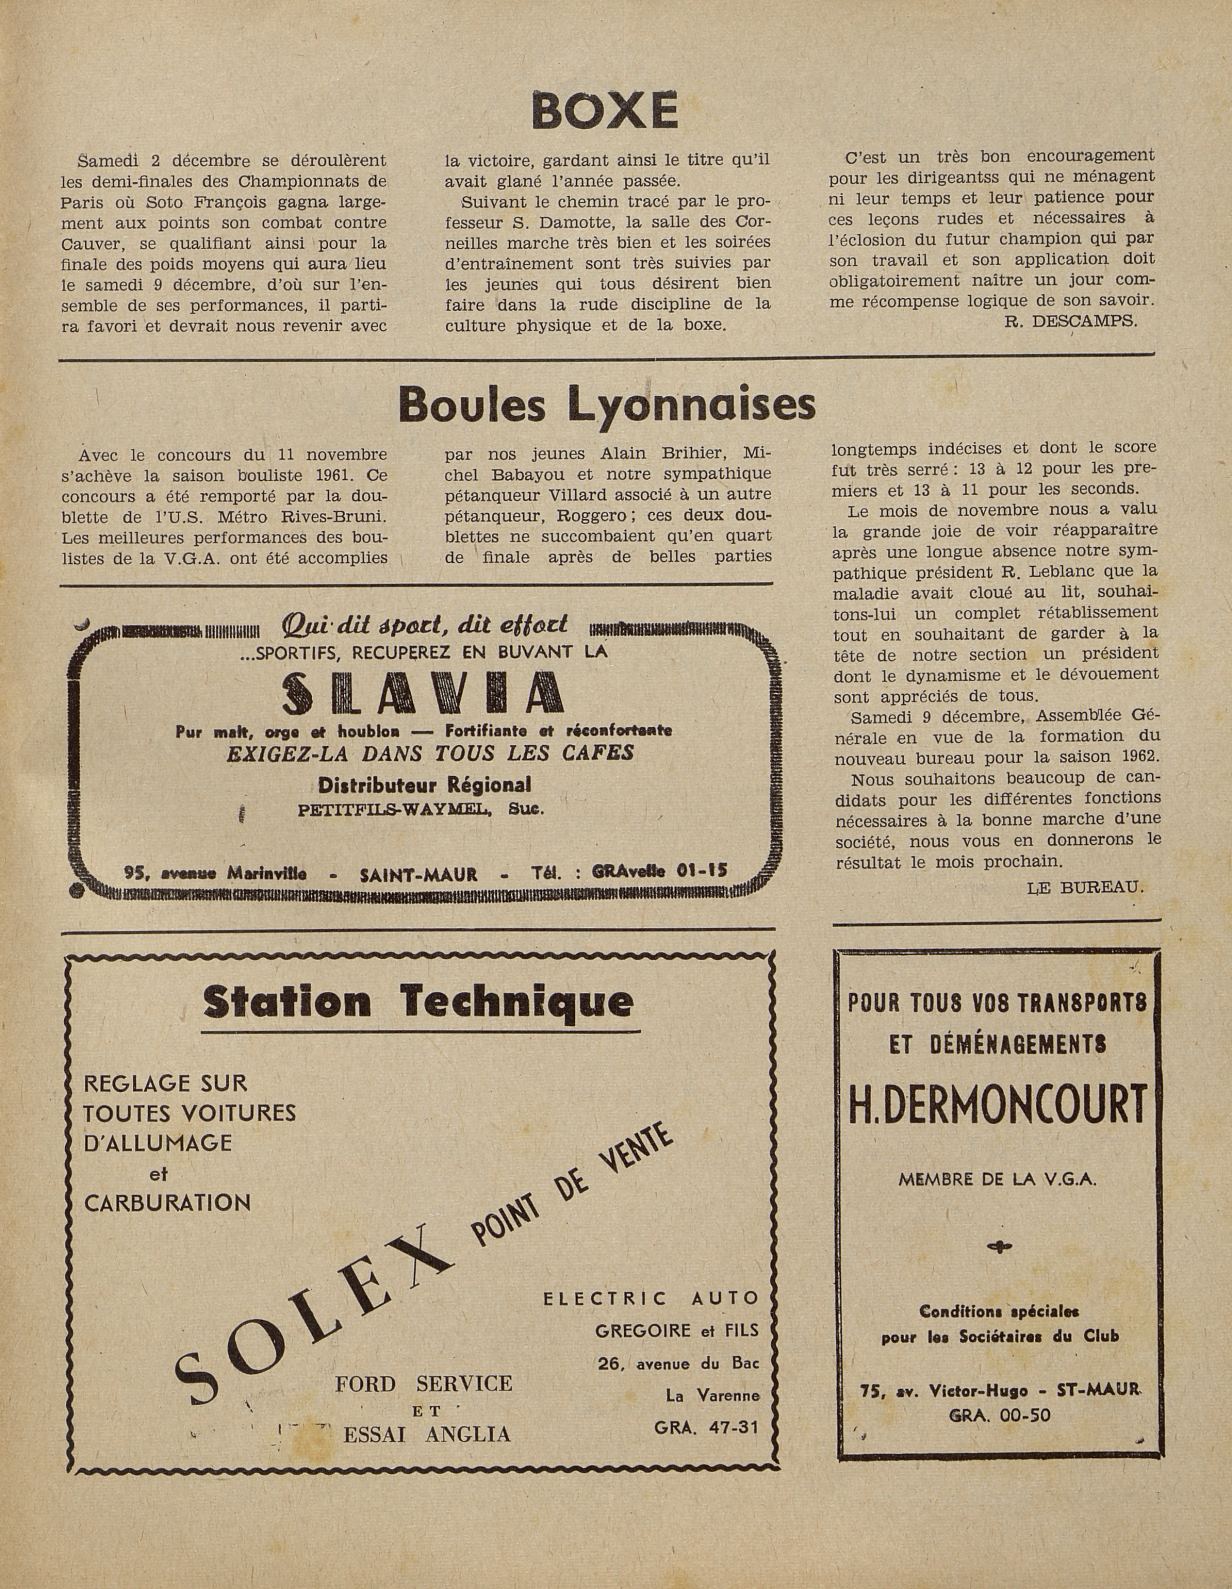 BOXE
Samedi 2 décembre se déroulèrent
les demi-finales des Championnats de
Paris où Soto François gagna large-
ment aux points son combat contre
Cauver, se qualifiant ainsi pour la
finale des poids moyens qui aura lieu
le samedi 9 décembre, d'où sur l'en-
semble de ses performances, il parti-
ra favori et devrait nous revenir avec
la victoire, gardant ainsi le titre qu'il
avait glané l'année passée.
Suivant le chemin tracé par le pro-
fesseur S. Damotte, la salle des Cor-
neilles marche très bien et les soirées
d'entraînement sont très suivies par
les jeunes qui tous désirent bien
faire dans la rude discipline de la
culture physique et de la boxe.
C'est un très bon encouragement
pour les dirigeantss qui ne ménagent
ni leur temps et leur patience pour
ces leçons rudes et nécessaires à
l'éclosion du futur champion qui par
son travail et son application doit
obligatoirement naître un jour com-
me récompense logique de son savoir.
R. DESCAMPS.
Boules Lyonnaises
Avec le concours du 11 novembre
s'achève la saison bouliste 1961. Ce
concours a été remporté par la dou-
blette de l'U.S. Métro Rives-Bruni.
Les meilleures performances des bou-
listes de la V.G.A. ont été accomplies
par nos jeunes Alain Brihier, Mi-
chel Babayou et notre sympathique
pétanqueur Villard associé à un autre
pétanqueur, Roggero ; ces deux dou-
blettes ne succombaient qu'en quart
de finale après de belles parties
longtemps indécises et dont le score
fut très serré : 13 à 12 pour les pre-
miers et 13 à 11 pour les seconds.
Le mois de novembre nous a valu
la grande joie de voir réapparaître
après une longue absence notre sym-
pathique président R. Leblanc que la
maladie avait cloué au lit, souhai-
tons-lui un complet rétablissement
tout en souhaitant de garder à la
tête de notre section un président
dont le dynamisme et le dévouement
sont appréciés de tous.
Samedi 9 décembre, Assemblée Gé-
nérale en vue de la formation du
nouveau bureau pour la saison 1962.
Nous souhaitons beaucoup de can-
didats pour les différentes fonctions
nécessaires à la bonne marche d'une
société, nous vous en donnerons le
résultat le mois prochain.
LE BUREAU.
Qui dit sport, dit effort
...SPORTIFS, RECUPEREZ EN BUVANT LA
SLAVIA
Pur malt, orge et houblon — Fortifiante et réconfortante
EXIGEZ-LA DANS TOUS LES CAFES
Distributeur Régional
PETITFILS-WAYMEL, Suc.
95, avenue Marinville - SAINT-MAUR - Tél. : GRAvelle 01-15
Station Technique
REGLAGE SUR
TOUTES VOITURES
D'ALLUMAGE
et
CARBURATION
SOLEX POINT DE VENTE
FORD SERVICE
ET
ESSAI ANGLIA
ELECTRIC AUTO
GREGOIRE et FILS
26, avenue du Bac
La Varenne
GRA. 47-31
POUR TOUS VOS TRANSPORTS
ET DÉMÉNAGEMENTS
H.DERMONCOURT
MEMBRE DE LA V.G.A.
Conditions spéciales
pour les Sociétaires du Club
75, av. Victor-Hugo - ST-MAUR
GRA. 00-50